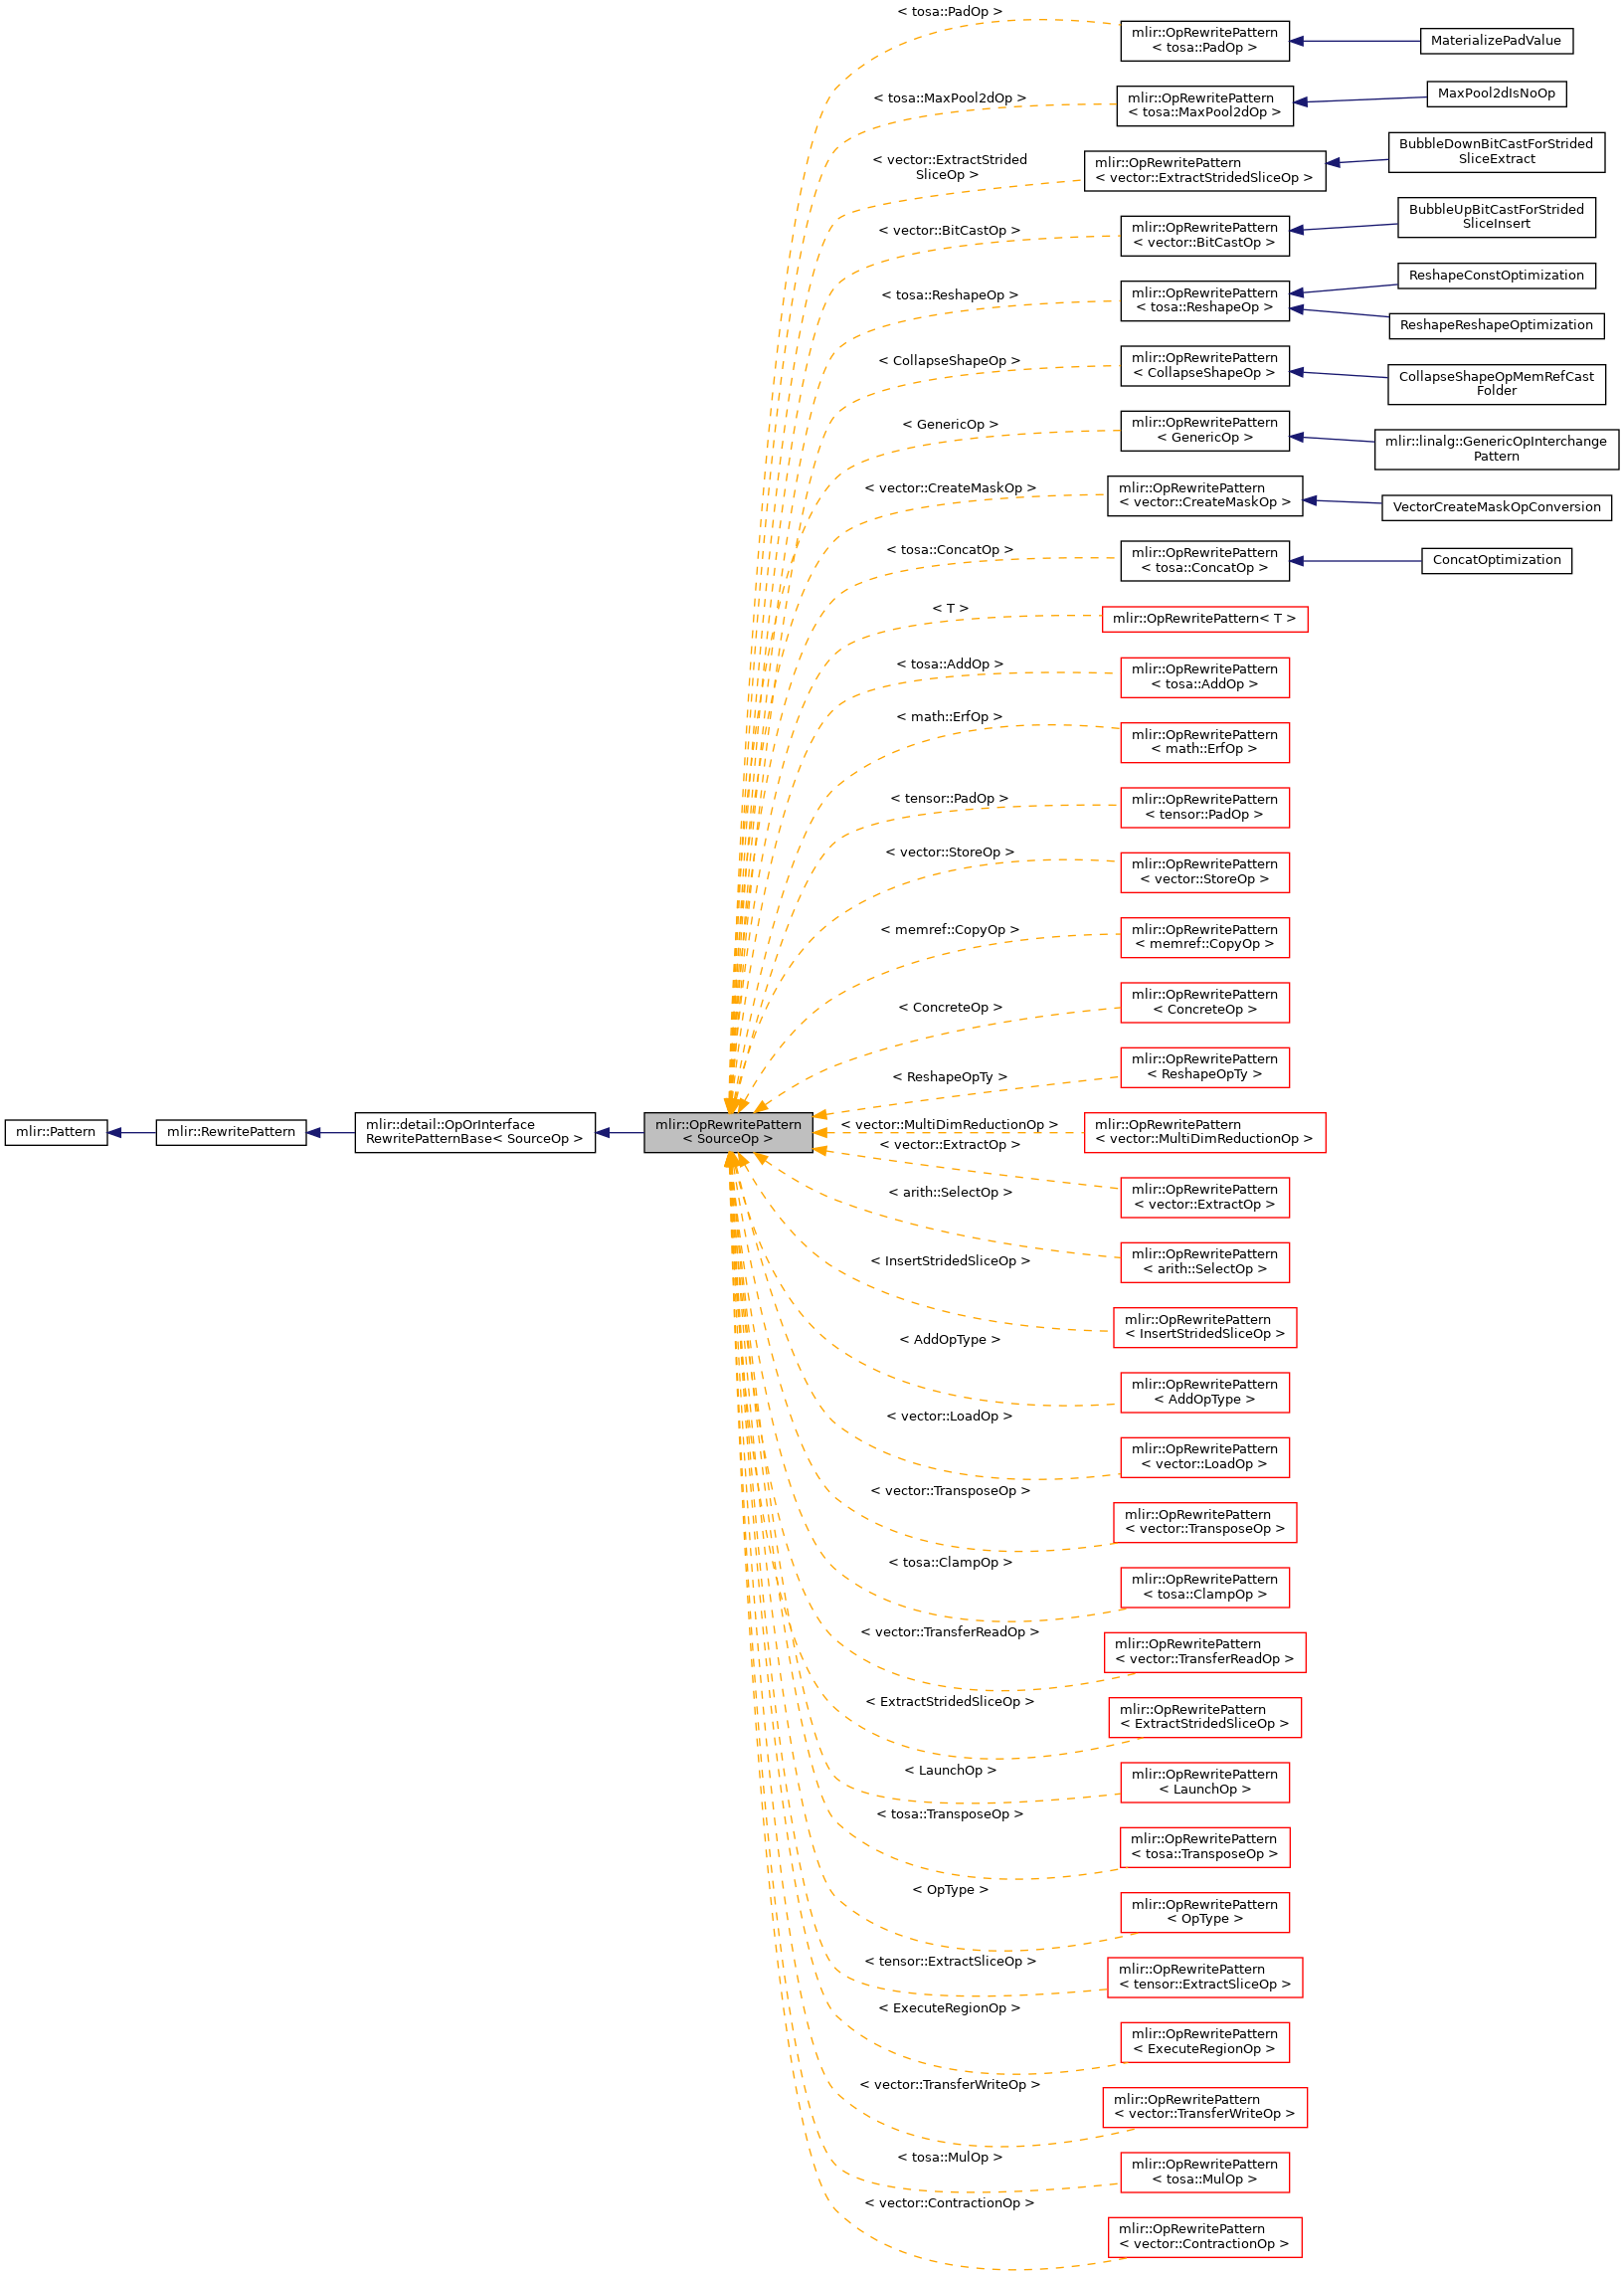 < tosa::PadOp >
mlir::OpRewritePattern
< tosa::PadOp >
MaterializePadValue
< tosa::MaxPool2dOp >
mlir::OpRewritePattern
< tosa::MaxPool2dOp >
MaxPool2dIsNoOp
< vector::ExtractStrided
SliceOp >
mlir::OpRewritePattern
< vector::ExtractStridedSliceOp >
BubbleDownBitCastForStrided
SliceExtract
< vector::BitCastOp >
mlir::OpRewritePattern
< vector::BitCastOp >
BubbleUpBitCastForStrided
SliceInsert
< tosa::ReshapeOp >
mlir::OpRewritePattern
< tosa::ReshapeOp >
ReshapeConstOptimization
ReshapeReshapeOptimization
< CollapseShapeOp >
mlir::OpRewritePattern
< CollapseShapeOp >
CollapseShapeOpMemRefCast
Folder
< GenericOp >
mlir::OpRewritePattern
< GenericOp >
mlir::linalg::GenericOpInterchange
Pattern
< vector::CreateMaskOp >
mlir::OpRewritePattern
< vector::CreateMaskOp >
VectorCreateMaskOpConversion
< tosa::ConcatOp >
mlir::OpRewritePattern
< tosa::ConcatOp >
ConcatOptimization
< T >
mlir::OpRewritePattern< T >
< tosa::AddOp >
mlir::OpRewritePattern
< tosa::AddOp >
< math::ErfOp >
mlir::OpRewritePattern
< math::ErfOp >
< tensor::PadOp >
mlir::OpRewritePattern
< tensor::PadOp >
< vector::StoreOp >
mlir::OpRewritePattern
< vector::StoreOp >
< memref::CopyOp >
mlir::OpRewritePattern
< memref::CopyOp >
< ConcreteOp >
mlir::OpRewritePattern
< ConcreteOp >
< ReshapeOpTy >
mlir::OpRewritePattern
< ReshapeOpTy >
mlir::Pattern
mlir::RewritePattern
mlir::detail::OpOrInterface
RewritePatternBase< SourceOp >
mlir::OpRewritePattern
< SourceOp >
< vector::MultiDimReductionOp >
mlir::OpRewritePattern
< vector::MultiDimReductionOp >
< vector::ExtractOp >
mlir::OpRewritePattern
< vector::ExtractOp >
< arith::SelectOp >
mlir::OpRewritePattern
< arith::SelectOp >
< InsertStridedSliceOp >
mlir::OpRewritePattern
< InsertStridedSliceOp >
< AddOpType >
mlir::OpRewritePattern
< AddOpType >
< vector::LoadOp >
mlir::OpRewritePattern
< vector::LoadOp >
< vector::TransposeOp >
mlir::OpRewritePattern
< vector::TransposeOp >
< tosa::ClampOp >
mlir::OpRewritePattern
< tosa::ClampOp >
< vector::TransferReadOp >
mlir::OpRewritePattern
< vector::TransferReadOp >
< ExtractStridedSliceOp >
mlir::OpRewritePattern
< ExtractStridedSliceOp >
< LaunchOp >
mlir::OpRewritePattern
< LaunchOp >
< tosa::TransposeOp >
mlir::OpRewritePattern
< tosa::TransposeOp >
< OpType >
mlir::OpRewritePattern
< OpType >
< tensor::ExtractSliceOp >
mlir::OpRewritePattern
< tensor::ExtractSliceOp >
< ExecuteRegionOp >
mlir::OpRewritePattern
< ExecuteRegionOp >
< vector::TransferWriteOp >
mlir::OpRewritePattern
< vector::TransferWriteOp >
< tosa::MulOp >
mlir::OpRewritePattern
< tosa::MulOp >
< vector::ContractionOp >
mlir::OpRewritePattern
< vector::ContractionOp >